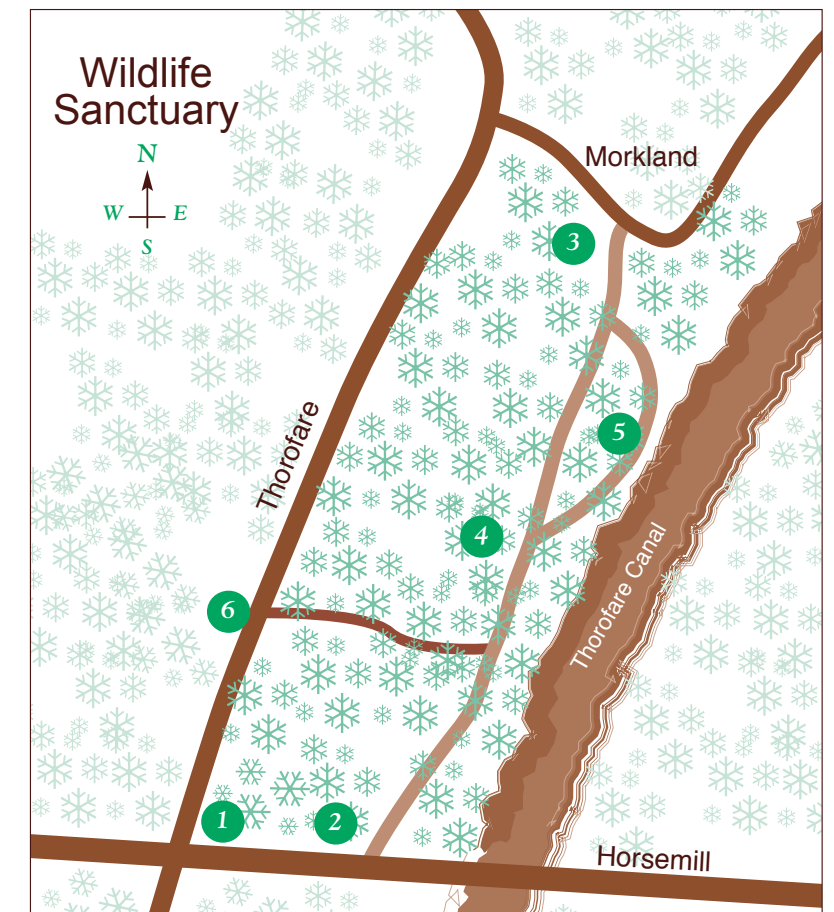 Wildlife
Sanctuary
N
W E
S
Morkland
3
Thorofare
5
4
Thorofare Canal
6
1
2
Horsemill